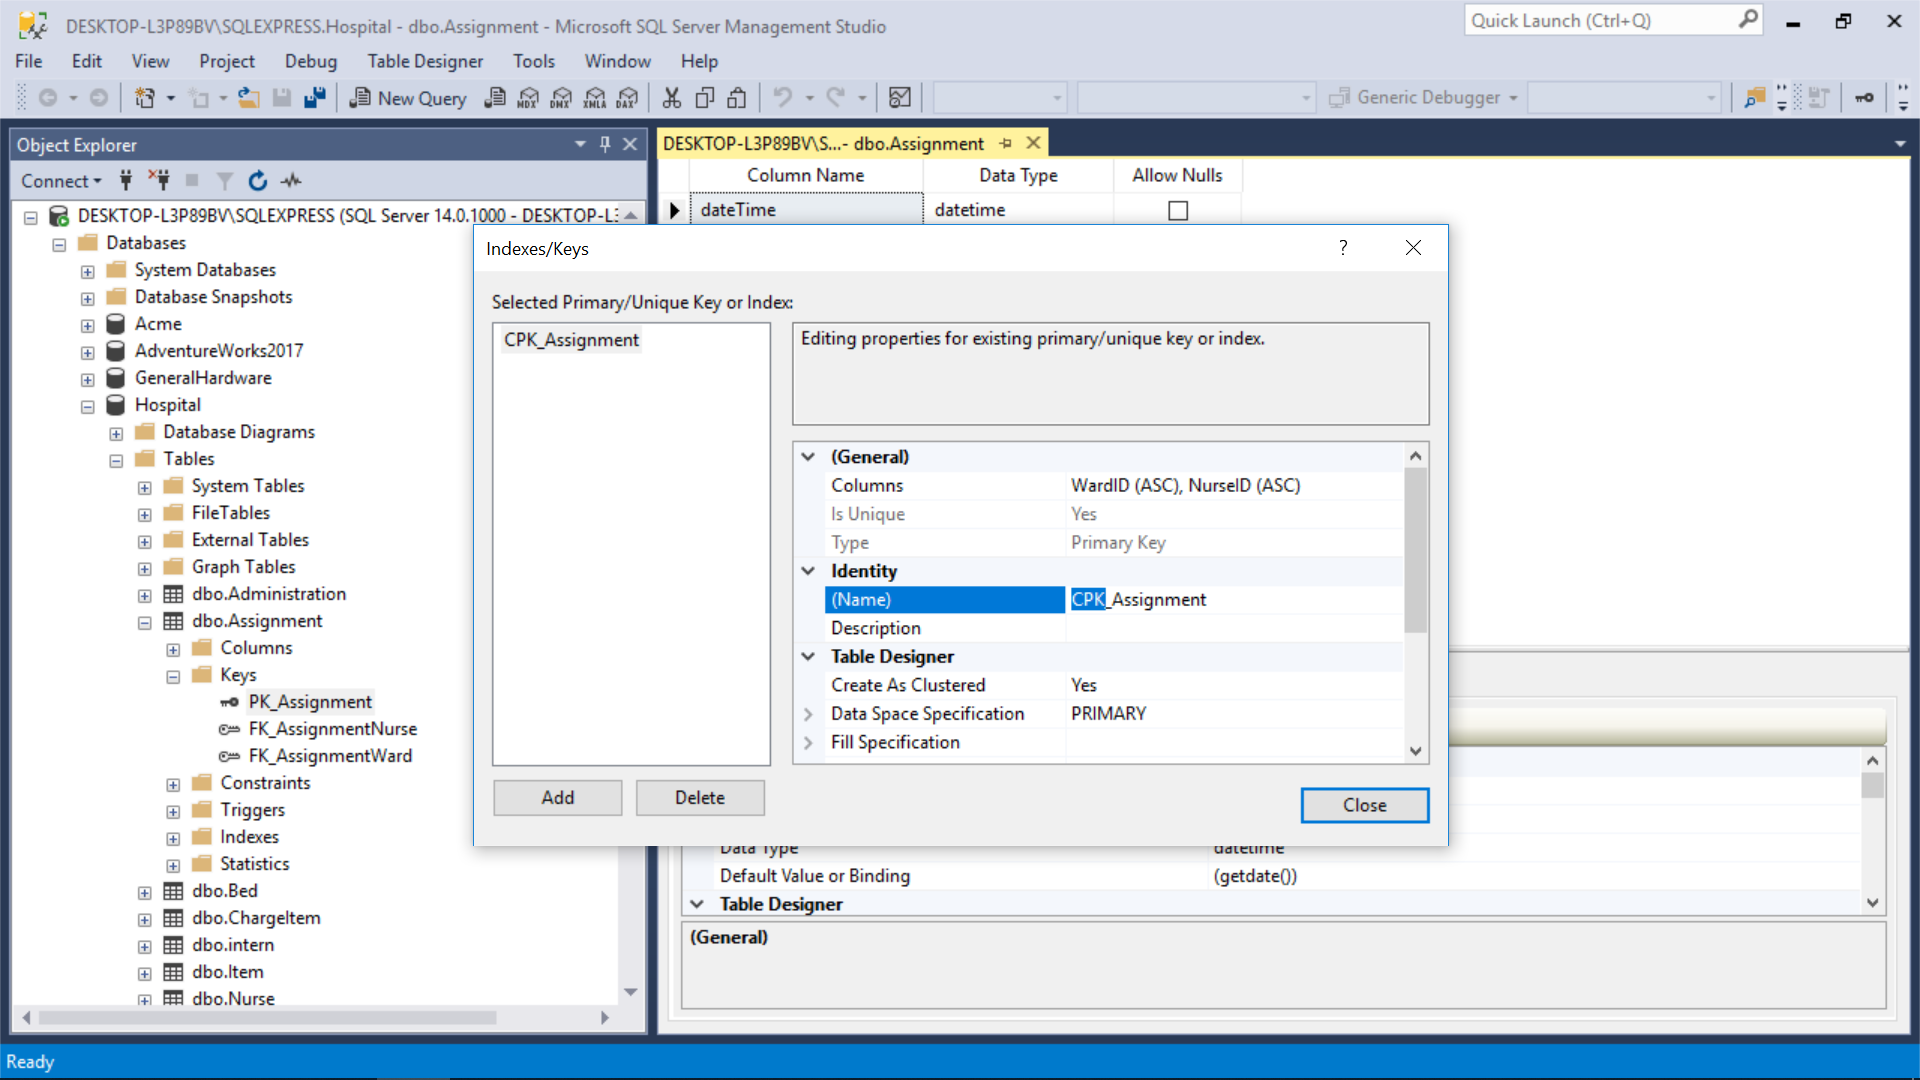 DESKTOP-L3P89BV\SQLEXPRESS.Hospital - dbo.Assignment - Microsoft SQL Server Management Studio
Quick Launch (Ctrl+Q)
File Edit View Project Debug Table Designer Tools Window Help
New Query MDX DMX XMLA DAX Generic Debugger
Object Explorer
Connect
DESKTOP-L3P89BV\SQLEXPRESS (SQL Server 14.0.1000 - DESKTOP-L3
Databases
System Databases
Database Snapshots
Acme
AdventureWorks2017
GeneralHardware
Hospital
Database Diagrams
Tables
System Tables
FileTables
External Tables
Graph Tables
dbo.Administration
dbo.Assignment
Columns
Keys
PK_Assignment
FK_AssignmentNurse
FK_AssignmentWard
Constraints
Triggers
Indexes
Statistics
dbo.Bed
dbo.ChargeItem
dbo.intern
dbo.Item
dbo.Nurse
DESKTOP-L3P89BV\S...- dbo.Assignment
Column Name Data Type Allow Nulls
dateTime datetime
Indexes/Keys ?
Selected Primary/Unique Key or Index:
CPK_Assignment
Editing properties for existing primary/unique key or index.
(General)
Columns WardID (ASC), NurseID (ASC)
Is Unique Yes
Type Primary Key
Identity
(Name) CPK_Assignment
Description
Table Designer
Create As Clustered Yes
Data Space Specification PRIMARY
Fill Specification
Add Delete Close
Data Type datetime
Default Value or Binding (getdate())
Table Designer
(General)
Ready